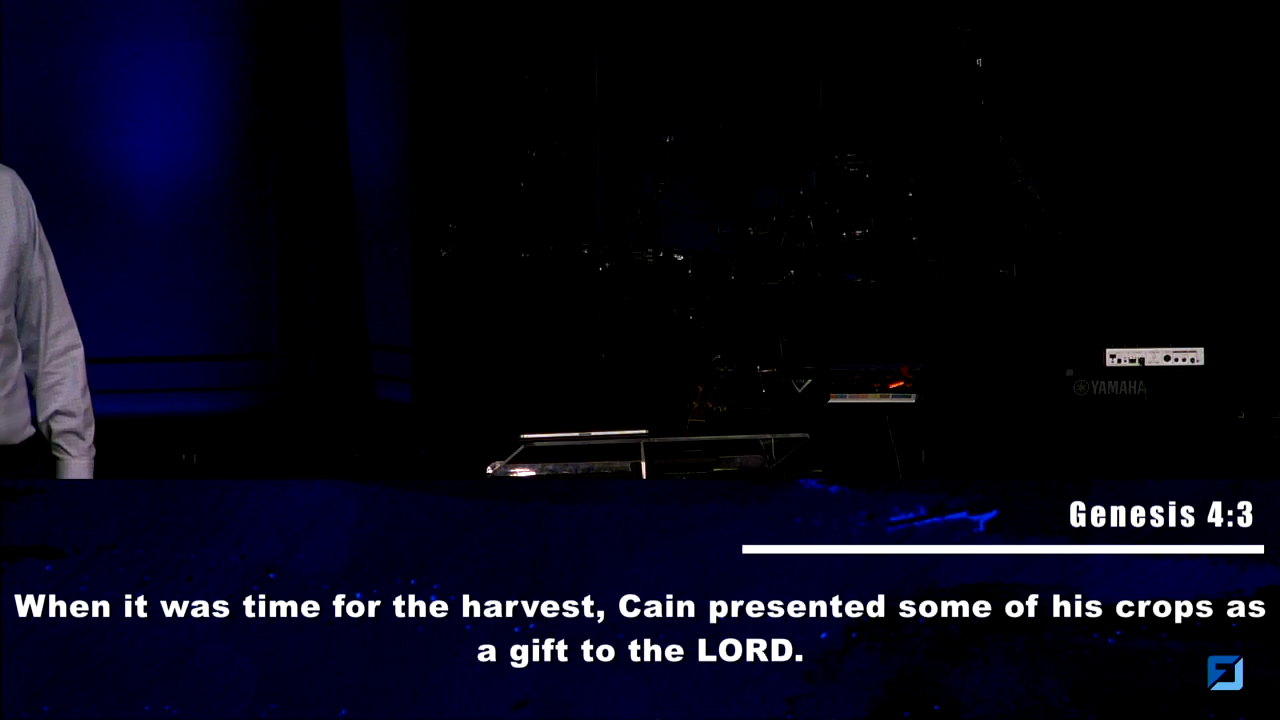 YAMAHA
Genesis 4:3
When it was time for the harvest, Cain presented some of his crops as
a gift to the LORD.